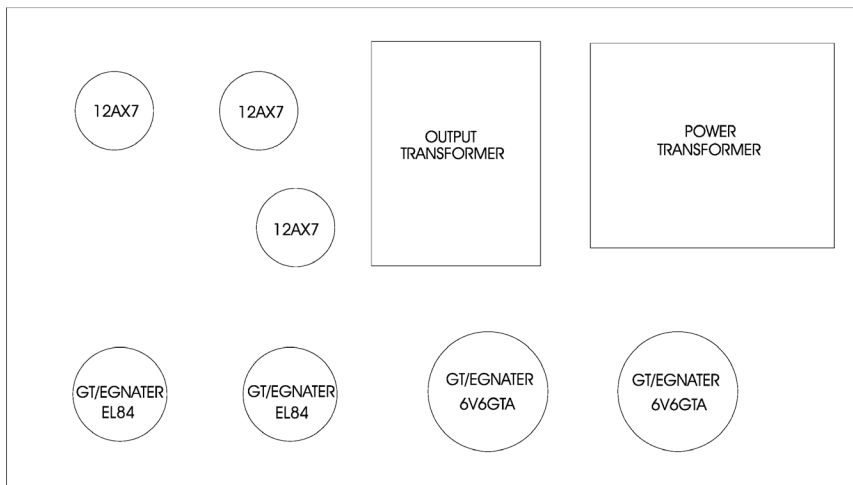 12AX7
12AX7
OUTPUT
TRANSFORMER
POWER
TRANSFORMER
12AX7
GT/EGNATER
EL84
GT/EGNATER
EL84
GT/EGNATER
6V6GTA
GT/EGNATER
6V6GTA